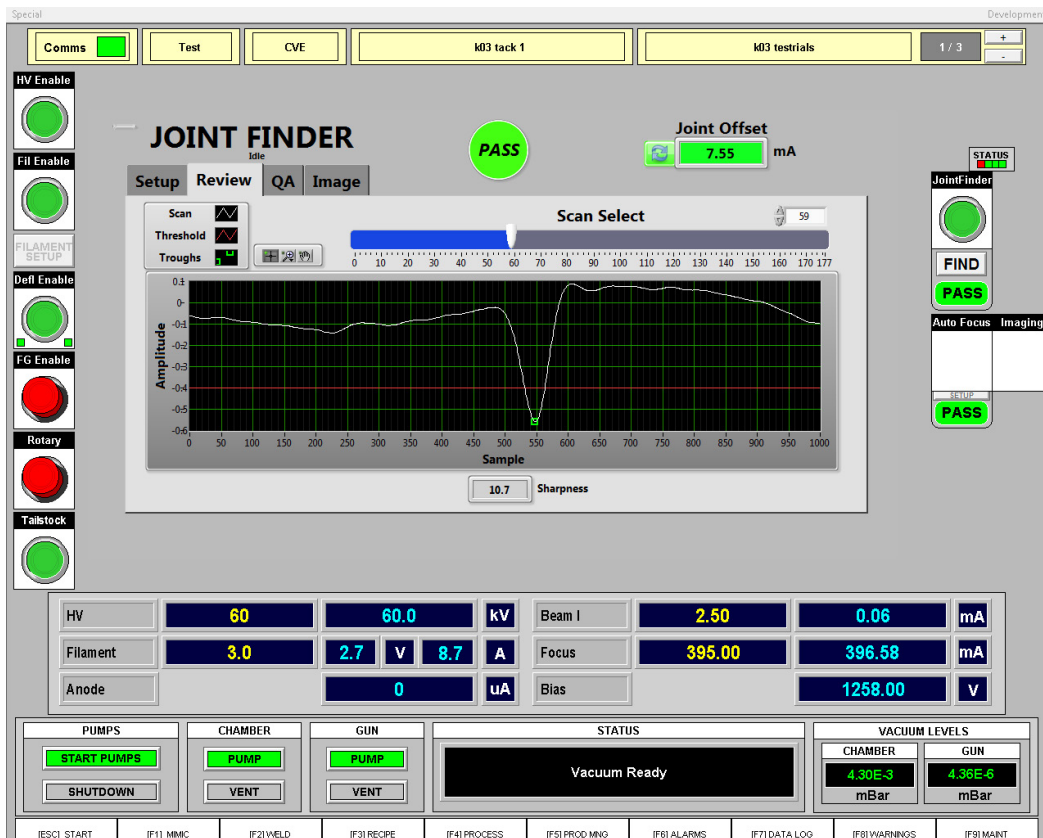 Special Development
Comms Test CVE k03 tack 1 k03 testrials 1 / 3 + -
HV Enable
JOINT FINDER
Idle
PASS
Joint Offset
7.55 mA
Fil Enable
STATUS
Setup Review QA Image
JointFinder
Scan
Threshold
Troughs
Scan Select 59
0 10 20 30 40 50 60 70 80 90 100 110 120 130 140 150 160 170 177
FILAMENT
SETUP
FIND
PASS
Defl Enable
Amplitude
0.1
0
-0.1
-0.2
-0.3
-0.4
-0.5
-0.6
0 50 100 150 200 250 300 350 400 450 500 550 600 650 700 750 800 850 900 950 1000
Sample
10.7 Sharpness
Auto Focus Imaging
SETUP
PASS
FG Enable
Rotary
Tailstock
HV 60 60.0 kV Beam I 2.50 0.06 mA
Filament 3.0 2.7 V 8.7 A Focus 395.00 396.58 mA
Anode 0 uA Bias 1258.00 V
PUMPS CHAMBER GUN STATUS VACUUM LEVELS
START PUMPS PUMP PUMP Vacuum Ready CHAMBER GUN
4.30E-3 4.36E-6
SHUTDOWN VENT VENT mBar mBar
[ESC] START [F1] MIMIC [F2] WELD [F3] RECIPE [F4] PROCESS [F5] PROD MNG [F6] ALARMS [F7] DATA LOG [F8] WARNINGS [F9] MAINT